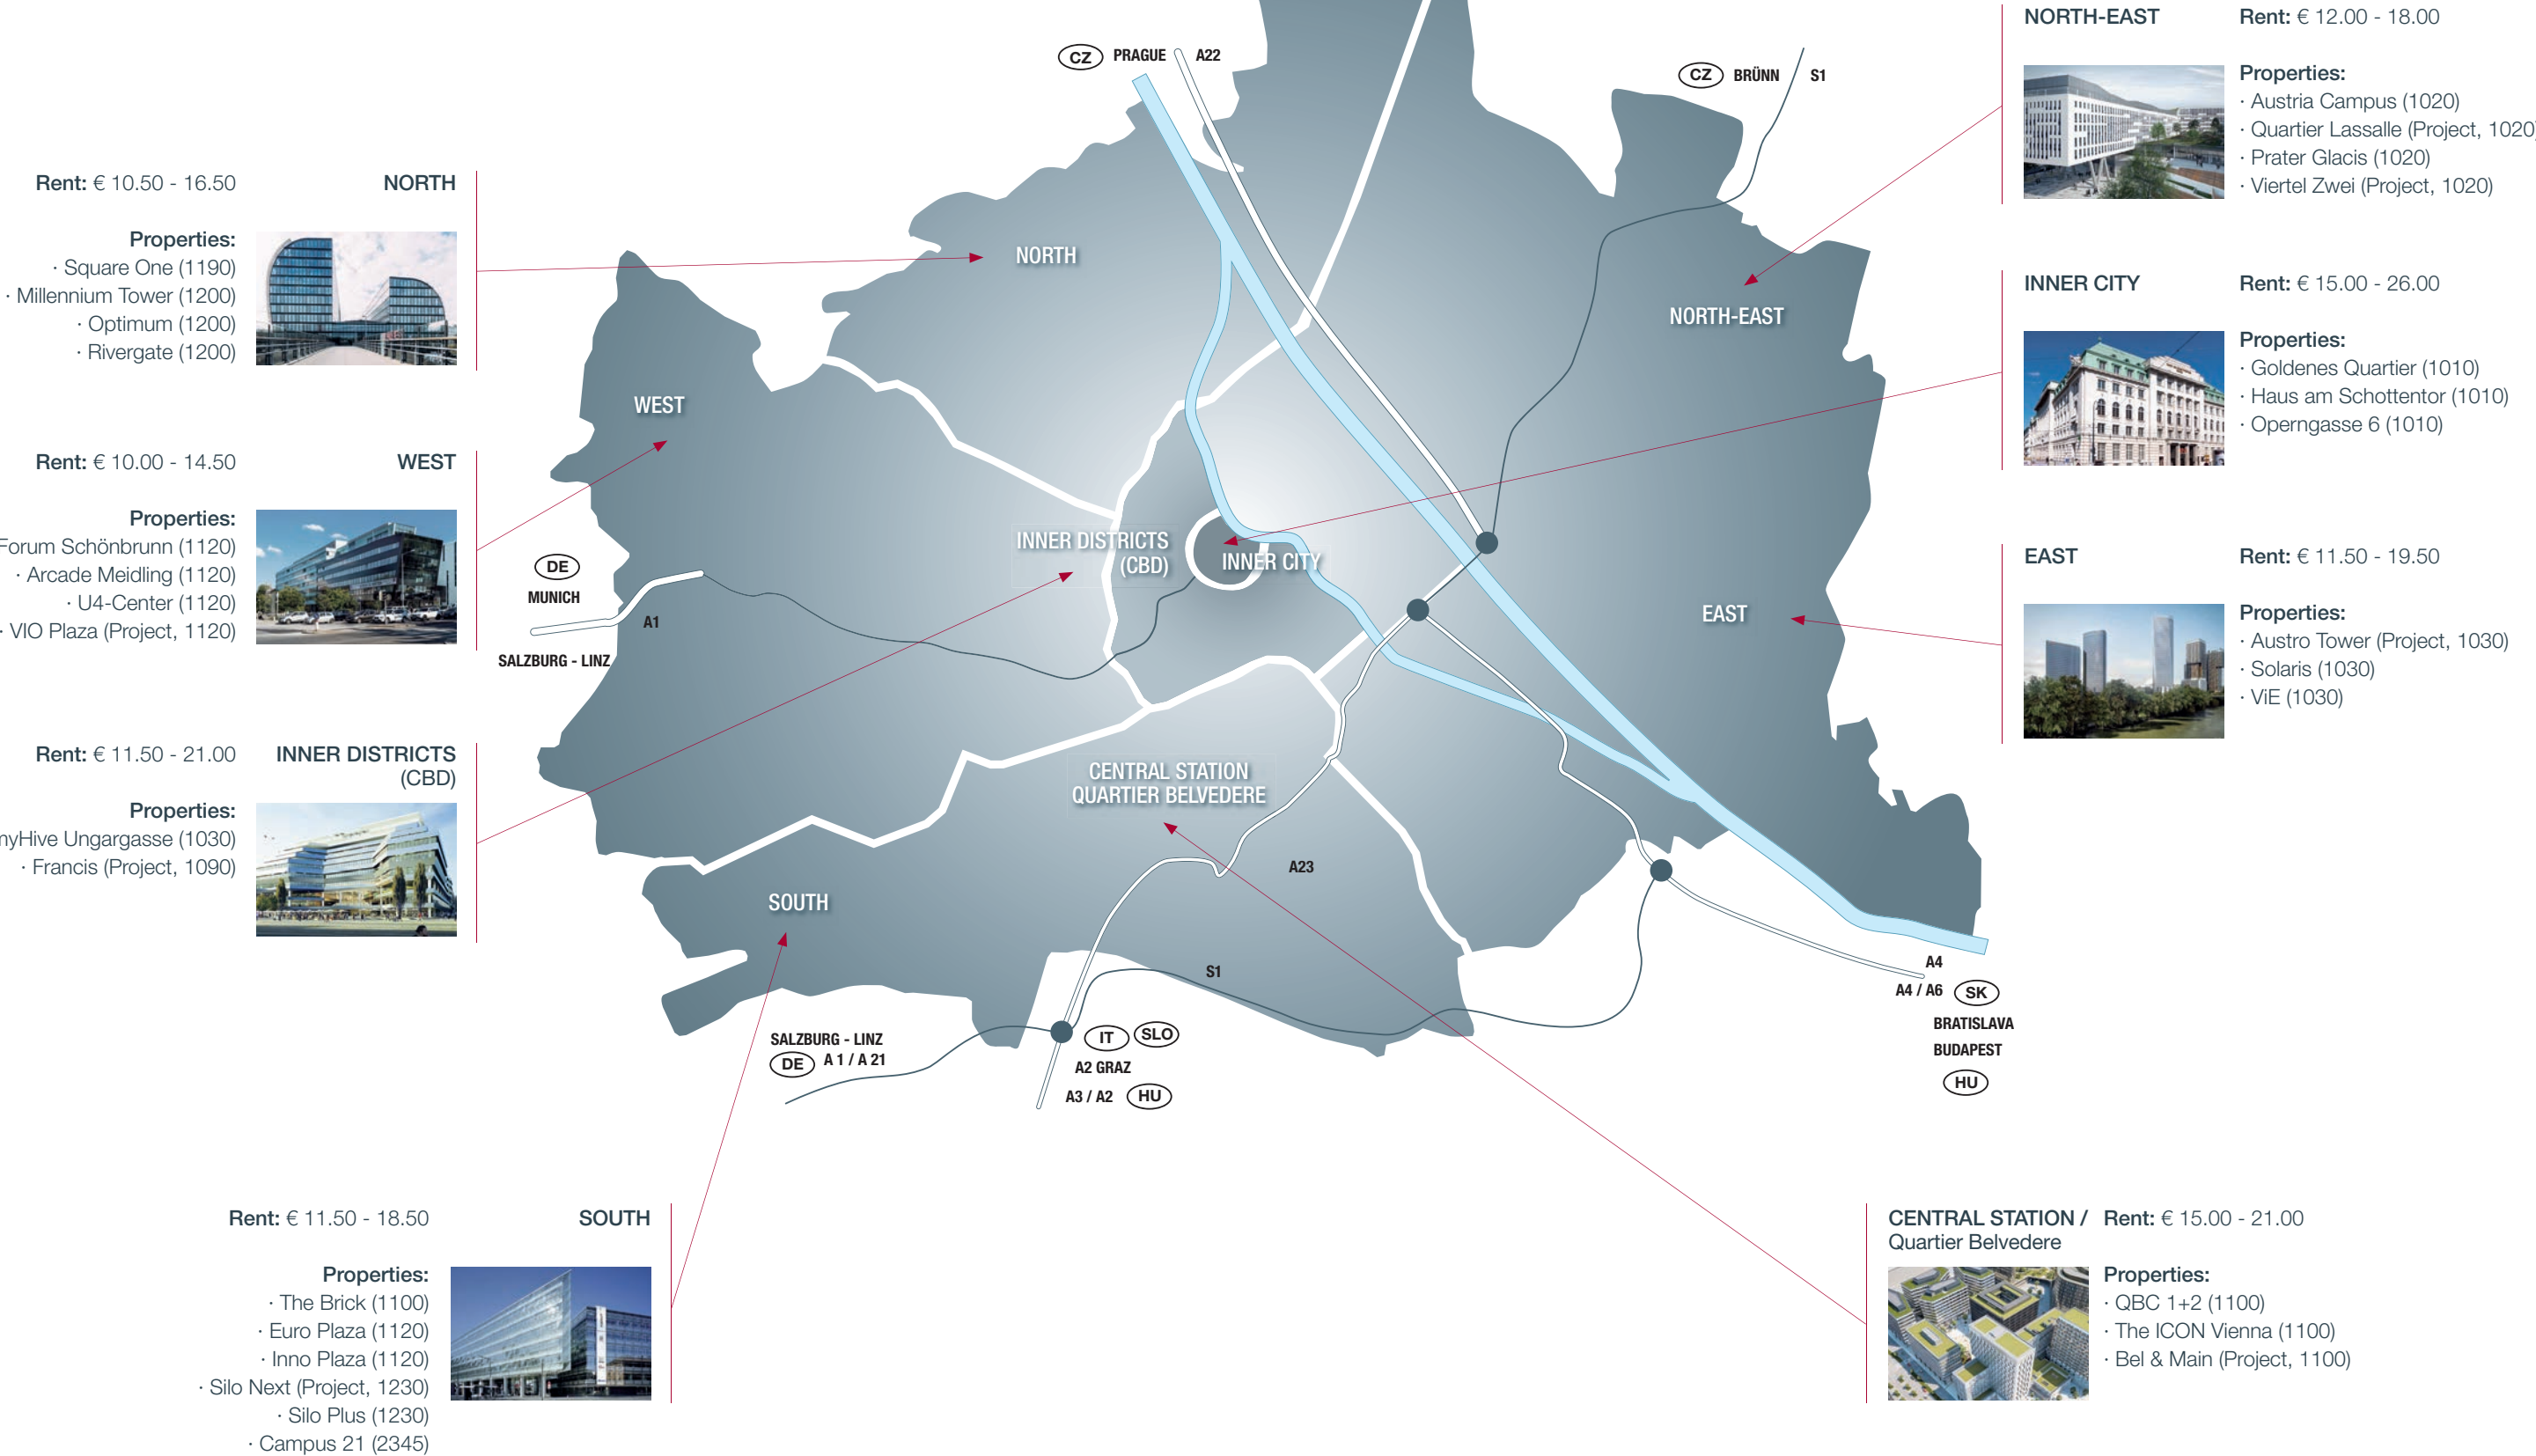 NORTH-EAST
Rent: € 12.00 - 18.00
Properties:
· Austria Campus (1020)
· Quartier Lassalle (Project, 1020)
· Prater Glacis (1020)
· Viertel Zwei (Project, 1020)
CZ PRAGUE A22
CZ BRÜNN S1
Rent: € 10.50 - 16.50
NORTH
Properties:
· Square One (1190)
· Millennium Tower (1200)
· Optimum (1200)
· Rivergate (1200)
NORTH
NORTH-EAST
INNER CITY
Rent: € 15.00 - 26.00
Properties:
· Goldenes Quartier (1010)
· Haus am Schottentor (1010)
· Operngasse 6 (1010)
WEST
Rent: € 10.00 - 14.50
WEST
Properties:
Forum Schönbrunn (1120)
· Arcade Meidling (1120)
· U4-Center (1120)
· VIO Plaza (Project, 1120)
DE
MUNICH
A1
SALZBURG - LINZ
INNER DISTRICTS
(CBD)
INNER CITY
EAST
EAST
Rent: € 11.50 - 19.50
Properties:
· Austro Tower (Project, 1030)
· Solaris (1030)
· ViE (1030)
Rent: € 11.50 - 21.00
INNER DISTRICTS
(CBD)
Properties:
myHive Ungargasse (1030)
· Francis (Project, 1090)
CENTRAL STATION
QUARTIER BELVEDERE
A23
SOUTH
S1
A4
A4 / A6 SK
BRATISLAVA
BUDAPEST
HU
SALZBURG - LINZ
DE A 1 / A 21
IT SLO
A2 GRAZ
A3 / A2 HU
Rent: € 11.50 - 18.50
SOUTH
Properties:
· The Brick (1100)
· Euro Plaza (1120)
· Inno Plaza (1120)
· Silo Next (Project, 1230)
· Silo Plus (1230)
· Campus 21 (2345)
CENTRAL STATION /
Quartier Belvedere
Rent: € 15.00 - 21.00
Properties:
· QBC 1+2 (1100)
· The ICON Vienna (1100)
· Bel & Main (Project, 1100)